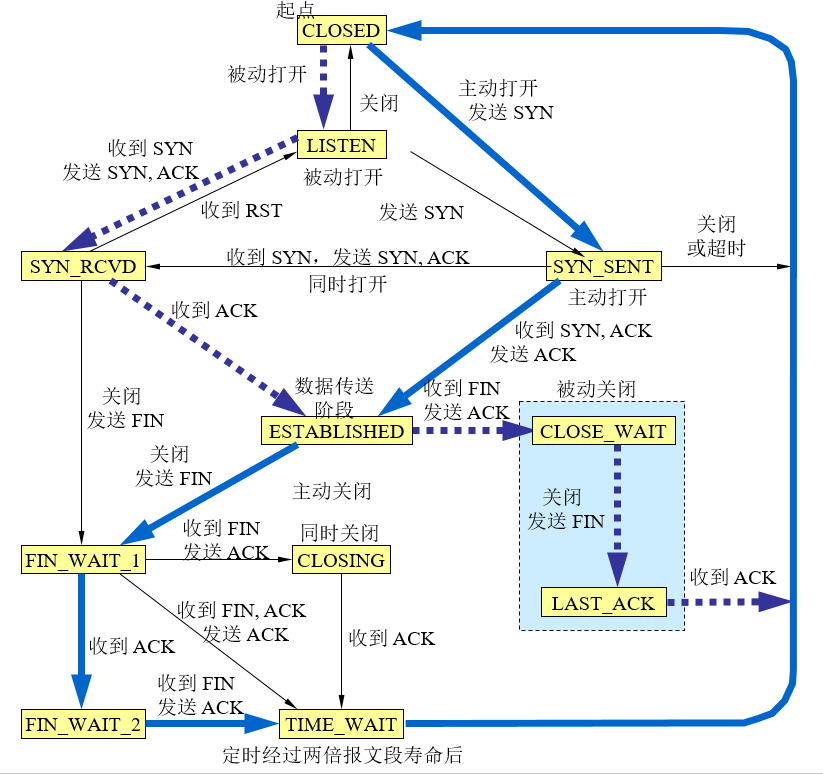 起点
CLOSED
被动打开
关闭
主动打开
发送 SYN
LISTEN
收到 SYN
发送 SYN, ACK
被动打开
收到 RST
发送 SYN
关闭
或超时
SYN_RCVD
收到 SYN，发送 SYN, ACK
SYN_SENT
同时打开
主动打开
收到 ACK
收到 SYN, ACK
发送 ACK
数据传送
阶段
收到 FIN
发送 ACK
被动关闭
关闭
发送 FIN
ESTABLISHED
CLOSE_WAIT
关闭
发送 FIN
主动关闭
关闭
发送 FIN
收到 FIN
发送 ACK
同时关闭
FIN_WAIT_1
CLOSING
收到 ACK
LAST_ACK
收到 FIN, ACK
发送 ACK
收到 ACK
收到 ACK
收到 FIN
发送 ACK
FIN_WAIT_2
TIME_WAIT
定时经过两倍报文段寿命后